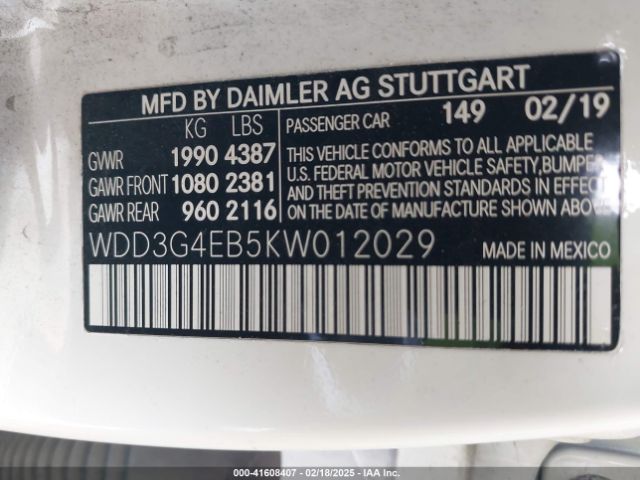 MFD BY DAIMLER AG STUTTGART
KG LBS
GVWR 1990 4387
GAWR FRONT 1080 2381
GAWR REAR 960 2116
PASSENGER CAR 149 02/19
THIS VEHICLE CONFORMS TO ALL APPLICABLE
U.S. FEDERAL MOTOR VEHICLE SAFETY, BUMPER
AND THEFT PREVENTION STANDARDS IN EFFECT
ON THE DATE OF MANUFACTURE SHOWN ABOVE
WDD3G4EB5KW012029 MADE IN MEXICO
000-41608407 - 02/18/2025 - IAA, Inc.